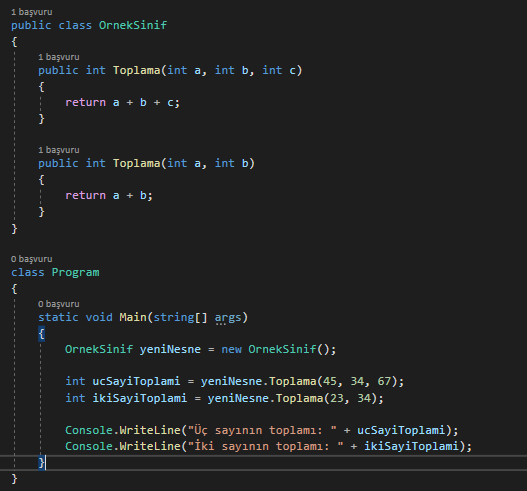 1 başvuru
public class OrnekSinif
{
1 başvuru
public int Toplama(int a, int b, int c)
{
return a + b + c;
}
1 başvuru
public int Toplama(int a, int b)
{
return a + b;
}
}
0 başvuru
class Program
{
0 başvuru
static void Main(string[] args)
{
OrnekSinif yeniNesne = new OrnekSinif();
int ucSayiToplami = yeniNesne.Toplama(45, 34, 67);
int ikiSayiToplami = yeniNesne.Toplama(23, 34);
Console.WriteLine("Üç sayının toplamı: " + ucSayiToplami);
Console.WriteLine("İki sayının toplamı: " + ikiSayiToplami);
}
}